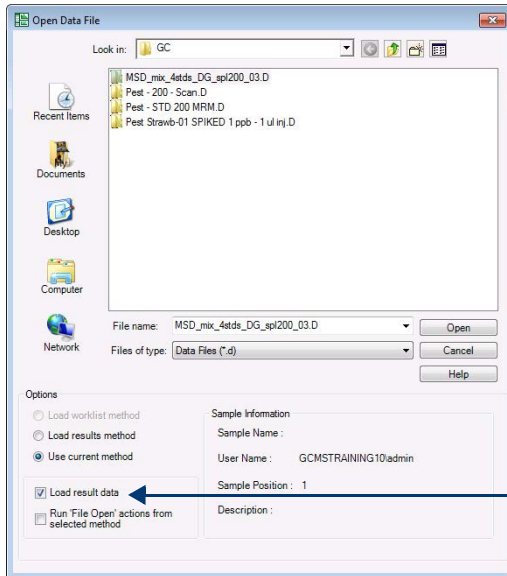 Open Data File
Look in: GC
MSD_mix_4stds_DG_spl200_03.D
Pest - 200 - Scan.D
Pest - STD 200 MRM.D
Pest Strawb-01 SPIKED 1 ppb - 1 ul inj.D
Recent Items
Documents
Desktop
Computer
Network
File name: MSD_mix_4stds_DG_spl200_03.D Open
Files of type: Data Files (*.d) Cancel
Help
Options
Load worklist method
Load results method
Use current method
Load result data
Run 'File Open' actions from
selected method
Sample Information
Sample Name :
User Name : GCMSTRAINING10\admin
Sample Position : 1
Description :